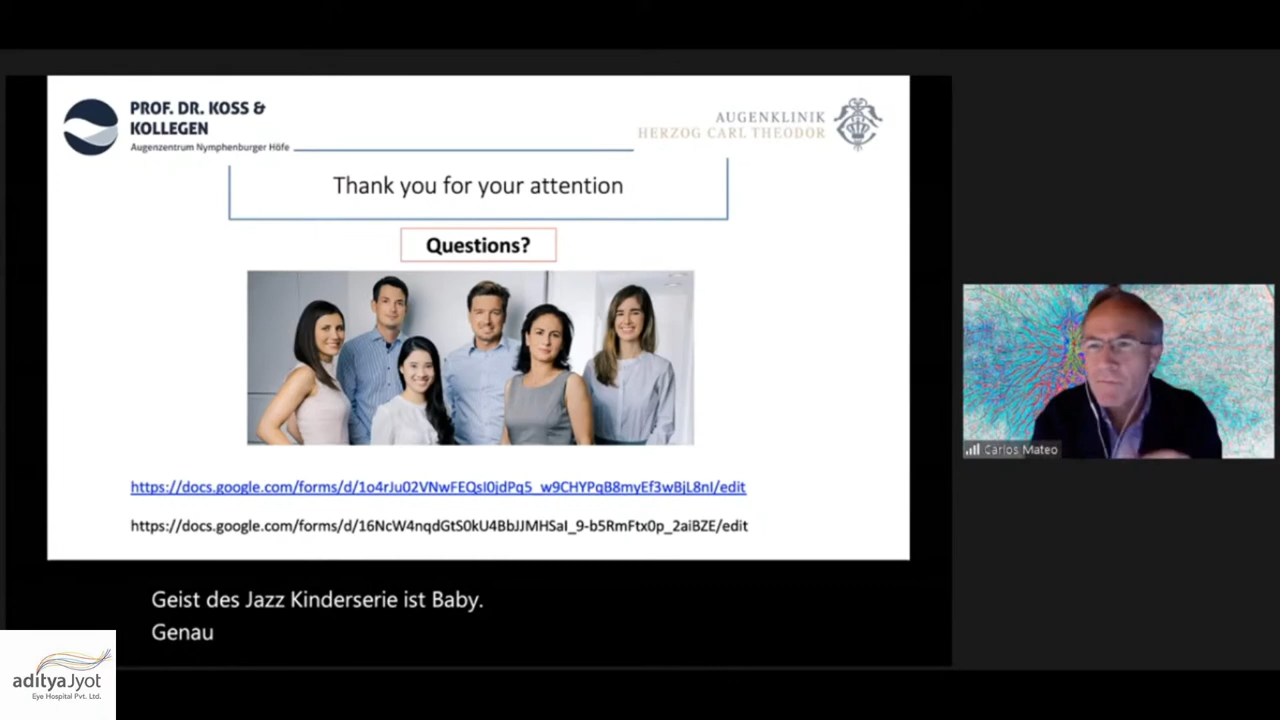 PROF. DR. KOSS &
KOLLEGEN
Augenzentrum Nymphenburger Höfe
AUGENKLINIK
HERZOG CARL THEODOR
Thank you for your attention
Questions?
https://docs.google.com/forms/d/1o4rJu02VNwFEQsI0jdPq5_w9CHYPqB8myEf3wBjL8nI/edit
https://docs.google.com/forms/d/16NcW4nqdGtS0kU4BbJJMHSaI_9-b5RmFtx0p_2aiBZE/edit
Carlos Mateo
Geist des Jazz Kinderserie ist Baby.
Genau
adityaJyot
Eye Hospital Pvt. Ltd.